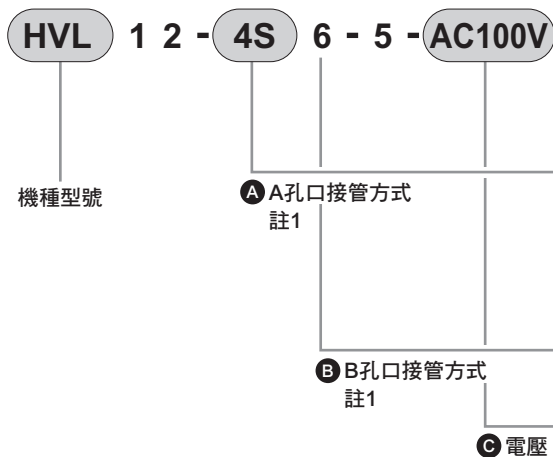 HVL 1 2 - 4S 6 - 5 - AC100V
機種型號
A A孔口接管方式
註1
B B孔口接管方式
註1
C 電壓